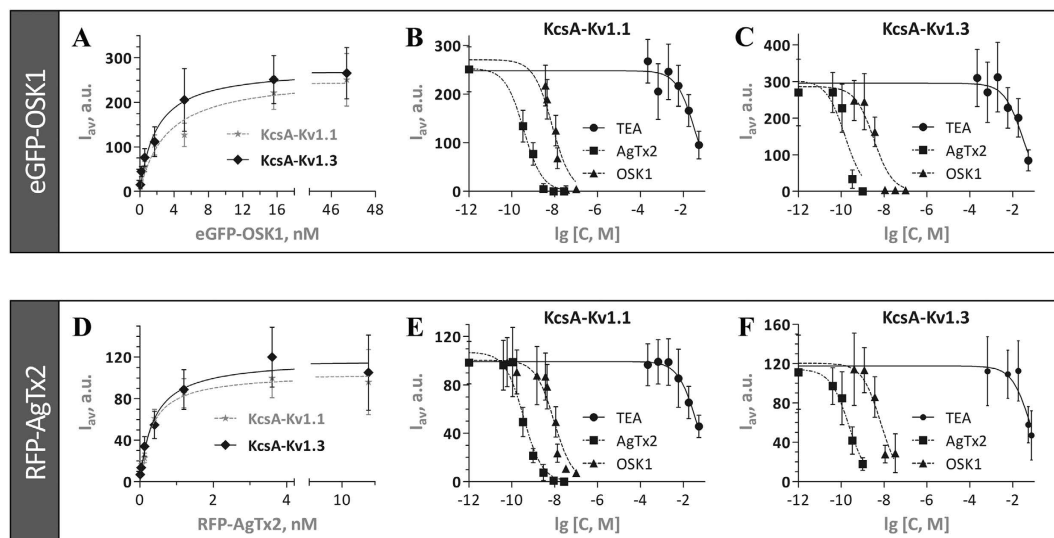 eGFP-OSK1
A
300
200
100
0
0 4 8 12 16 46 48
I_av, a.u.
eGFP-OSK1, nM
KcsA-Kv1.1
KcsA-Kv1.3
B
KcsA-Kv1.1
300
200
100
0
-12 -10 -8 -6 -4 -2
I_av, a.u.
lg [C, M]
TEA
AgTx2
OSK1
C
KcsA-Kv1.3
400
300
200
100
0
-12 -10 -8 -6 -4 -2
I_av, a.u.
lg [C, M]
TEA
AgTx2
OSK1
RFP-AgTx2
D
120
80
40
0
0 2 4 10
I_av, a.u.
RFP-AgTx2, nM
KcsA-Kv1.1
KcsA-Kv1.3
E
KcsA-Kv1.1
120
80
40
0
-12 -10 -8 -6 -4 -2
I_av, a.u.
lg [C, M]
TEA
AgTx2
OSK1
F
KcsA-Kv1.3
160
120
80
40
0
-12 -10 -8 -6 -4 -2
I_av, a.u.
lg [C, M]
TEA
AgTx2
OSK1